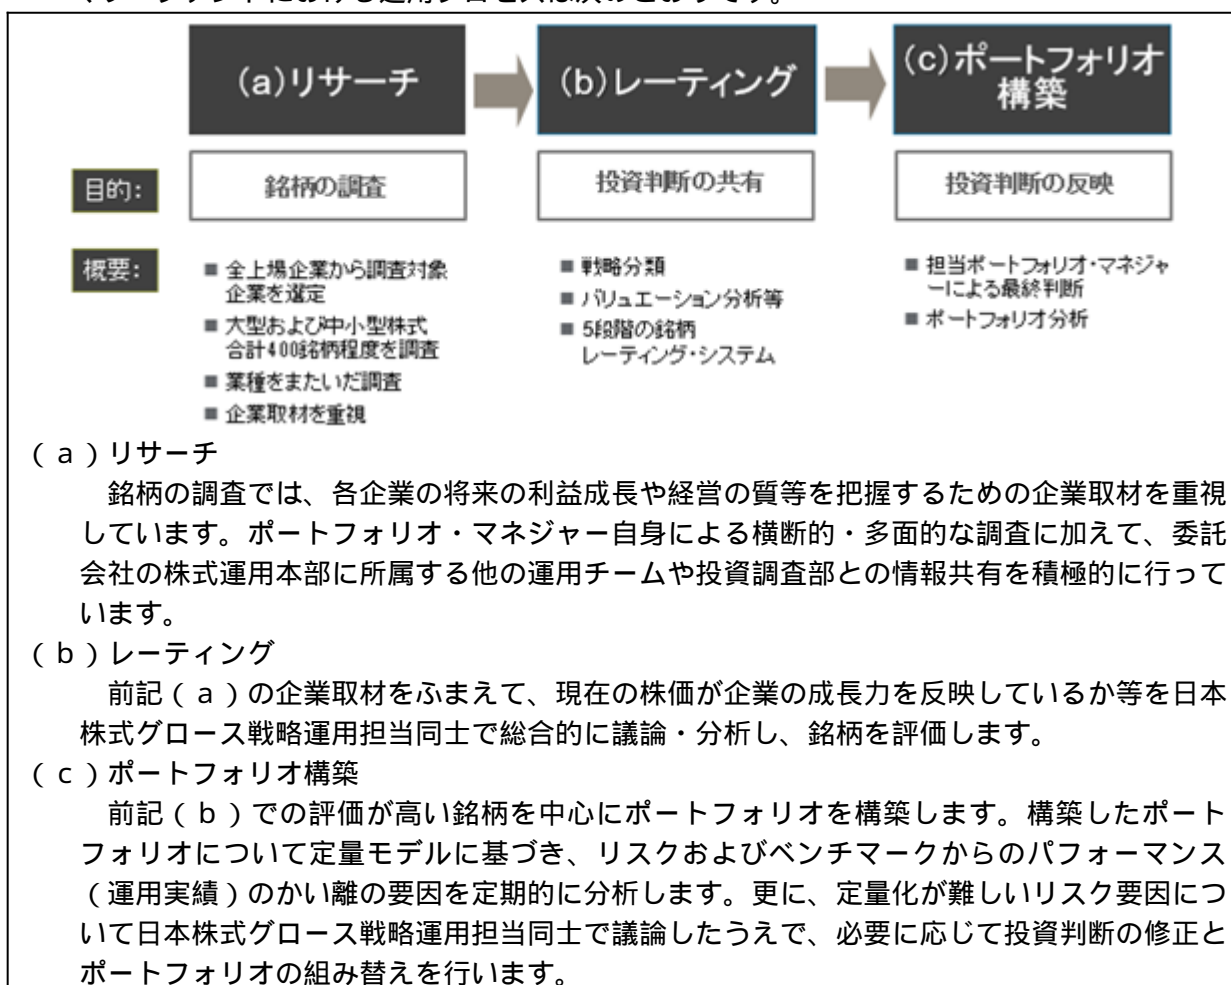 (a)リサーチ
(b)レーティング
(c)ポートフォリオ
構築
目的:
銘柄の調査
投資判断の共有
投資判断の反映
概要:
■ 全上場企業から調査対象
企業を選定
■ 大型および中小型株式
合計400銘柄程度を調査
■ 業種をまたいだ調査
■ 企業取材を重視
■ 戦略分類
■ バリュエーション分析等
■ 5段階の銘柄
レーティング・システム
■ 担当ポートフォリオ・マネジャ
ーによる最終判断
■ ポートフォリオ分析
(a)リサーチ
銘柄の調査では、各企業の将来の利益成長や経営の質等を把握するための企業取材を重視
しています。ポートフォリオ・マネジャー自身による横断的・多面的な調査に加えて、委託
会社の株式運用本部に所属する他の運用チームや投資調査部との情報共有を積極的に行って
います。
(b)レーティング
前記(a)の企業取材をふまえて、現在の株価が企業の成長力を反映しているか等を日本
株式グロース戦略運用担当同士で総合的に議論・分析し、銘柄を評価します。
(c)ポートフォリオ構築
前記(b)での評価が高い銘柄を中心にポートフォリオを構築します。構築したポート
フォリオについて定量モデルに基づき、リスクおよびベンチマークからのパフォーマンス
(運用実績)のかい離の要因を定期的に分析します。更に、定量化が難しいリスク要因につ
いて日本株式グロース戦略運用担当同士で議論したうえで、必要に応じて投資判断の修正と
ポートフォリオの組み替えを行います。